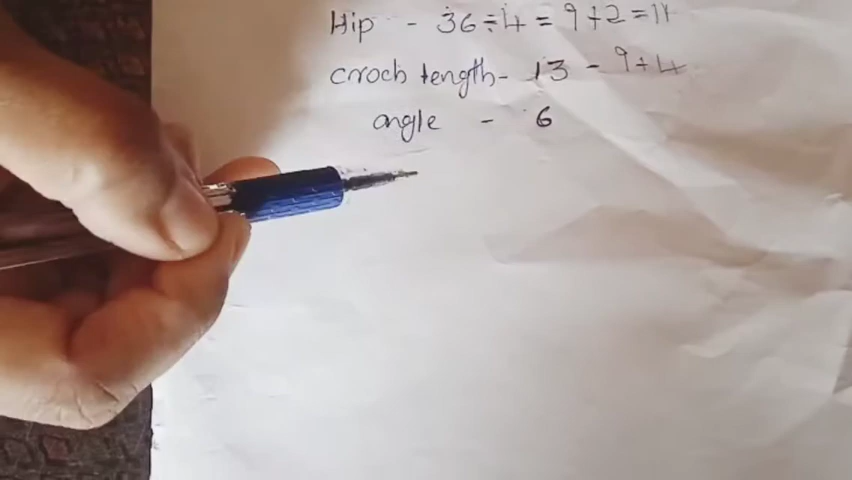 Hip - 36÷4 = 9+2=11
croch length- 13 - 9+4
angle - 6